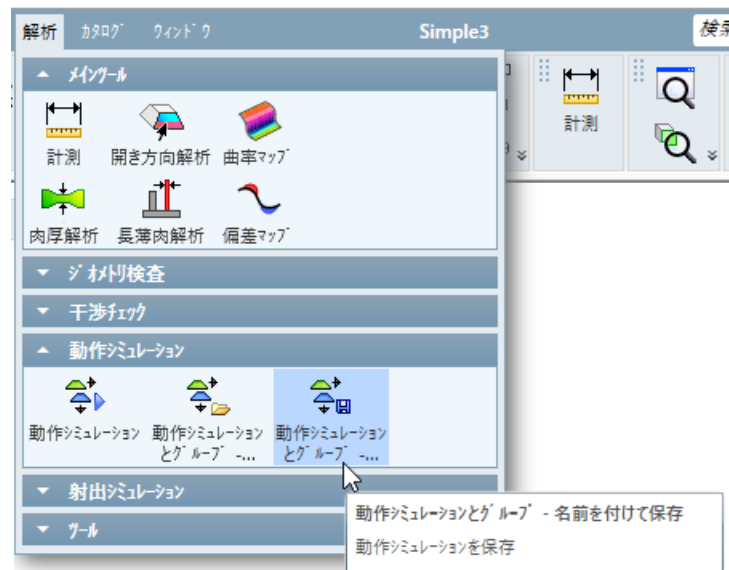 解析 ｶﾀﾛｸﾞ ｳｨﾝﾄﾞｳ Simple3
ﾒｲﾝﾂｰﾙ
計測 開き方向解析 曲率ﾏｯﾌﾟ
肉厚解析 長薄肉解析 偏差ﾏｯﾌﾟ
計測
ｼﾞｵﾒﾄﾘ検査
干渉ﾁｪｯｸ
動作ｼﾐｭﾚｰｼｮﾝ
動作ｼﾐｭﾚｰｼｮﾝ
動作ｼﾐｭﾚｰｼｮﾝ
とｸﾞﾙｰﾌﾟ -...
動作ｼﾐｭﾚｰｼｮﾝ
とｸﾞﾙｰﾌﾟ -...
射出ｼﾐｭﾚｰｼｮﾝ
ﾂｰﾙ
動作ｼﾐｭﾚｰｼｮﾝとｸﾞﾙｰﾌﾟ - 名前を付けて保存
動作ｼﾐｭﾚｰｼｮﾝを保存